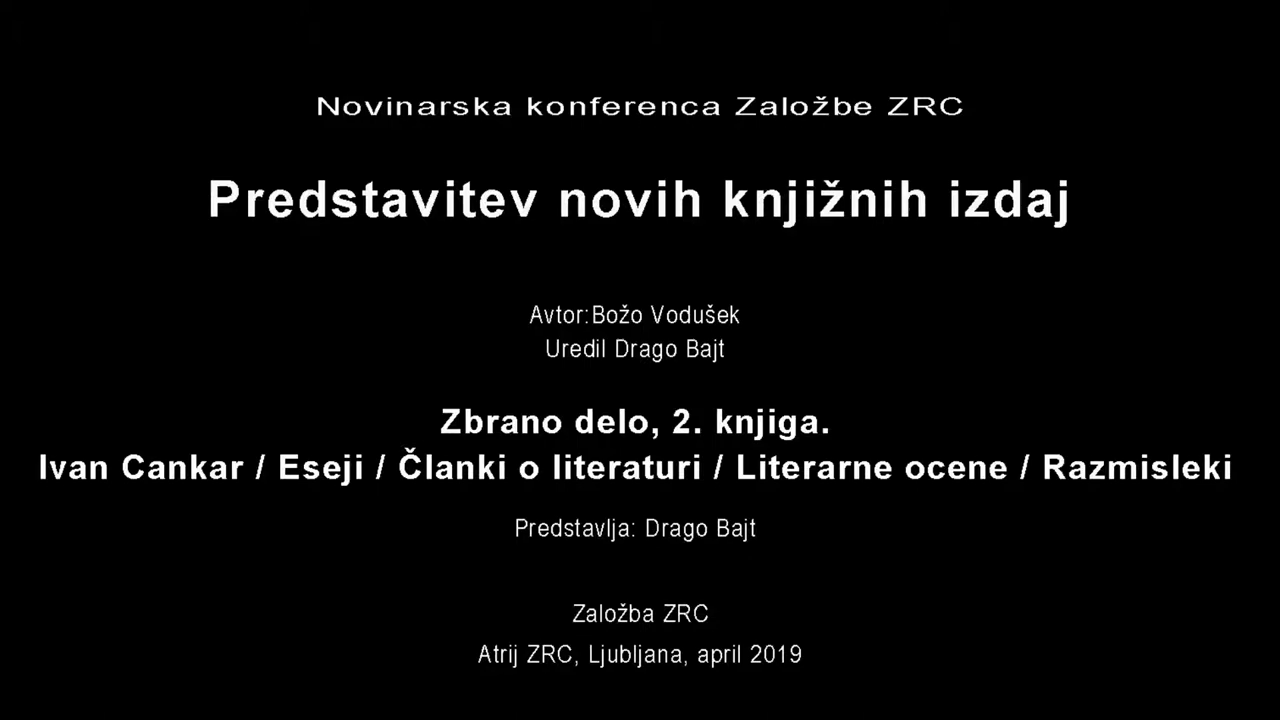 Novinarska konferenca Založbe ZRC
Predstavitev novih knjižnih izdaj
Avtor:Božo Vodušek
Uredil Drago Bajt
Zbrano delo, 2. knjiga.
Ivan Cankar / Eseji / Članki o literaturi / Literarne ocene / Razmisleki
Predstavlja: Drago Bajt
Založba ZRC
Atrij ZRC, Ljubljana, april 2019